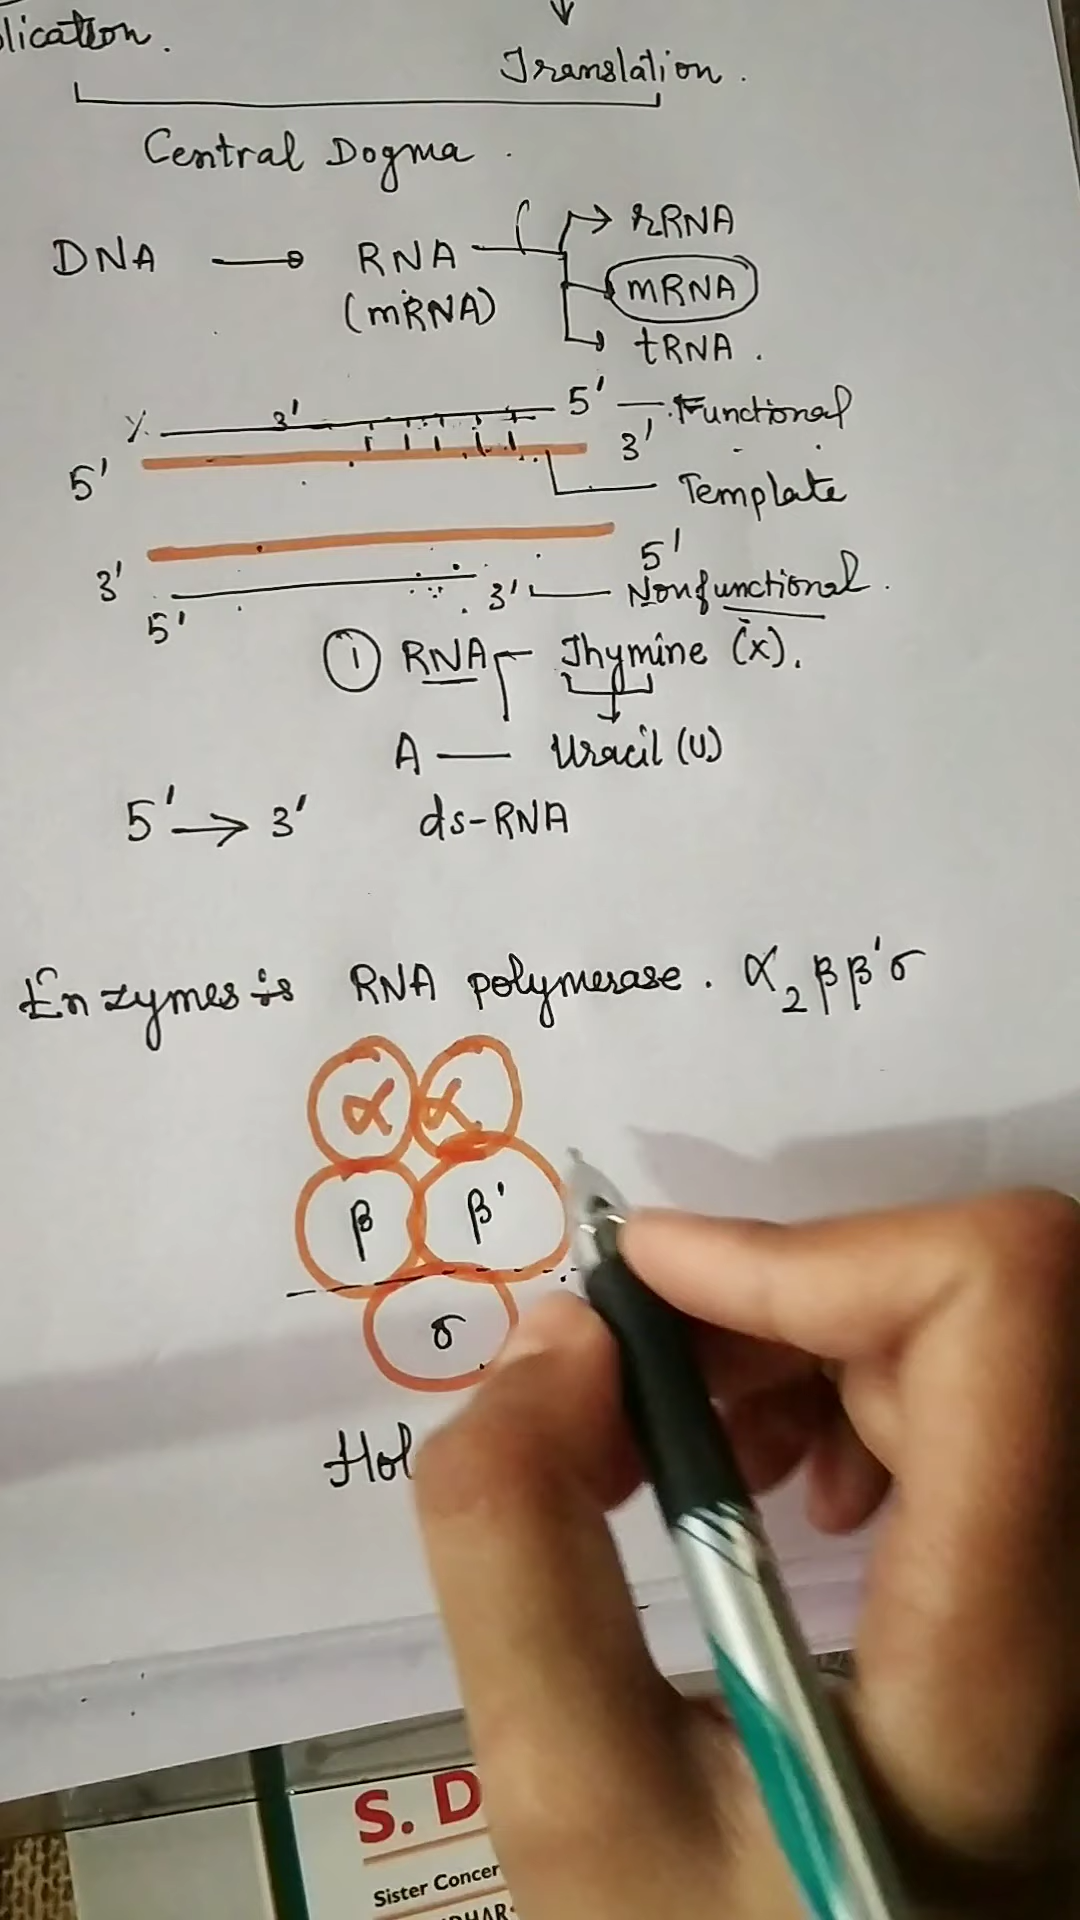 lication.
Translation.
Central Dogma.
DNA → RNA → rRNA
(mRNA) mRNA
tRNA.
3' 5' — Functional
5' 3'
Template
3' 5'
5' 3' — Nonfunctional.
① RNA Thymine (x).
A — Uracil (U)
5' → 3' ds-RNA
Enzymes is RNA polymerase. α2ββ'σ
α α
β β'
σ
Hol
S. D
Sister Concer
DHAR-